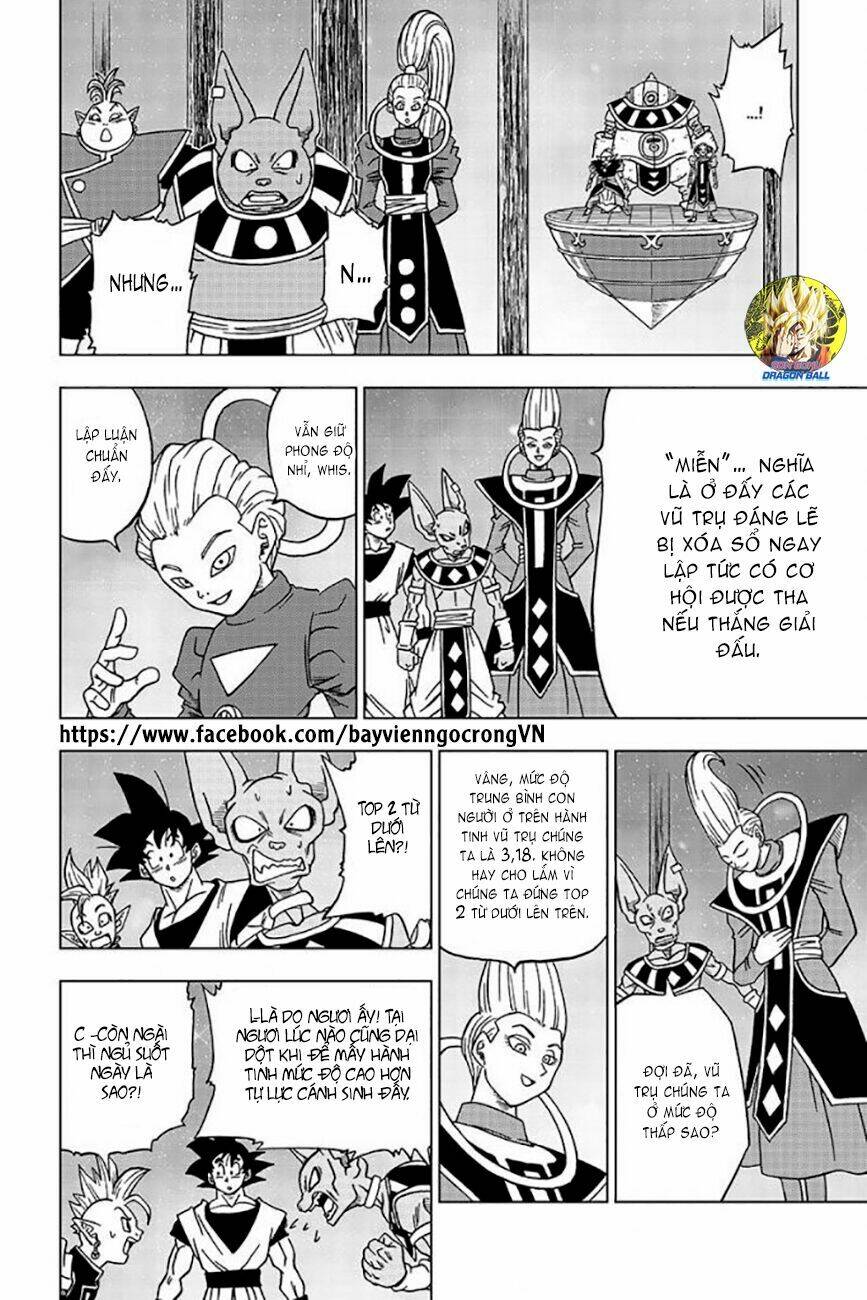 ...!
N...
NHƯNG...
"MIỄN"... NGHĨA
LÀ Ở ĐẤY CÁC
VŨ TRỤ ĐÁNG LẼ
BỊ XÓA SỔ NGAY
LẬP TỨC CÓ CƠ
HỘI ĐƯỢC THA
NẾU THẮNG GIẢI
ĐẤU.
VẪN GIỮ
PHONG ĐỘ
NHỈ, WHIS.
LẬP LUẬN
CHUẨN
ĐẤY.
DRAGON BALL
https://www.facebook.com/bayvienngocrongVN
ĐỢI ĐÃ, VŨ
TRỤ CHÚNG TA
Ở MỨC ĐỘ
THẤP SAO?
VÂNG, MỨC ĐỘ
TRUNG BÌNH CON
NGƯỜI Ở TRÊN HÀNH
TINH VŨ TRỤ CHÚNG
TA LÀ 3,18. KHÔNG
HAY CHO LẮM VÌ
CHÚNG TA ĐỨNG TOP
2 TỪ DƯỚI LÊN TRÊN.
TOP 2 TỪ
DƯỚI
LÊN?!
L-LÀ DO NGƯƠI ẤY! TẠI
NGƯƠI LÚC NÀO CŨNG DẠI
DỘT KHI ĐỂ MẤY HÀNH
TINH MỨC ĐỘ CAO HƠN
TỰ LỰC CÁNH SINH ĐẤY.
C -CÒN NGÀI
THÌ NGỦ SUỐT
NGÀY LÀ
SAO?!